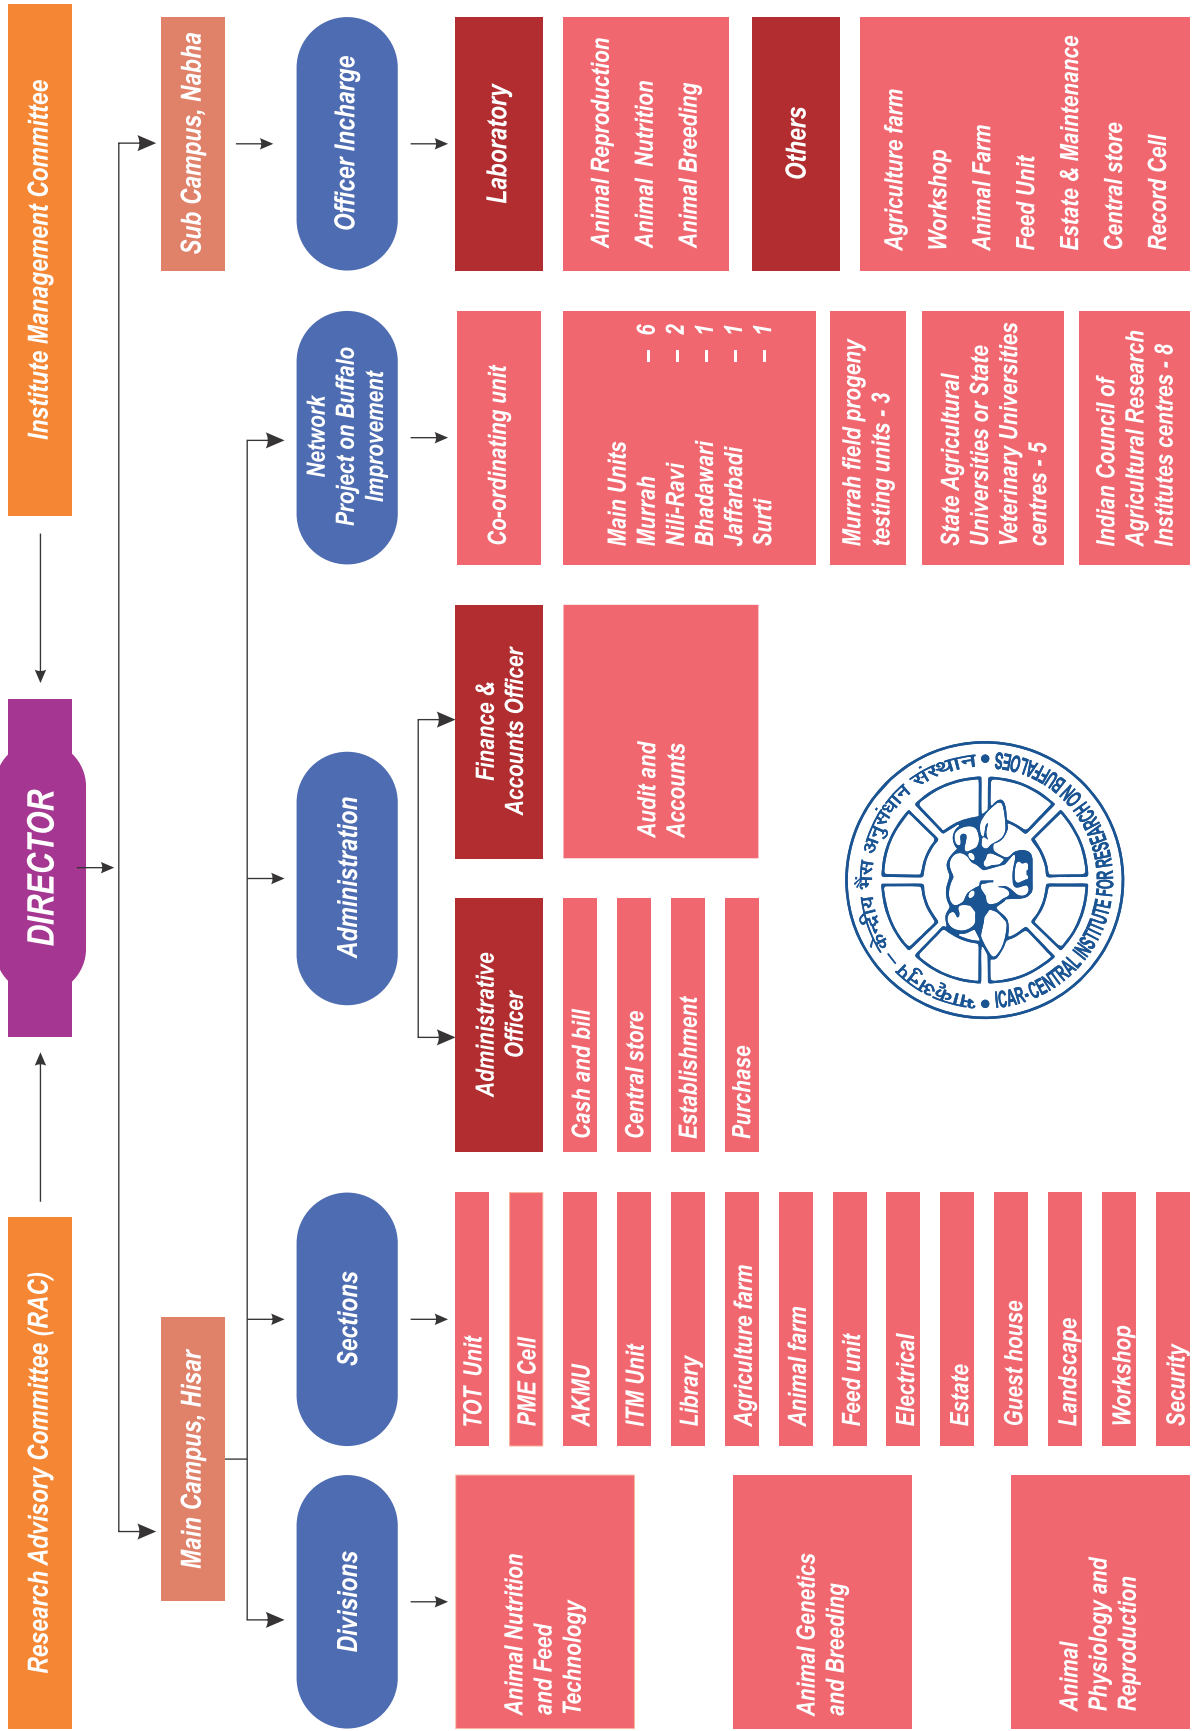 Research Advisory Committee (RAC)
DIRECTOR
Institute Management Committee
Main Campus, Hisar
Sub Campus, Nabha
Divisions
Sections
Administration
Network
Project on Buffalo
Improvement
Officer Incharge
Animal Nutrition
and Feed
Technology
Animal Genetics
and Breeding
Animal
Physiology and
Reproduction
TOT Unit
PME Cell
AKMU
ITM Unit
Library
Agriculture farm
Animal farm
Feed unit
Electrical
Estate
Guest house
Landscape
Workshop
Security
Administrative
Officer
Cash and bill
Central store
Establishment
Purchase
Finance &
Accounts Officer
Audit and
Accounts
Co-ordinating unit
Main Units
Murrah – 6
Nili-Ravi – 2
Bhadawari – 1
Jaffarbadi – 1
Surti – 1
Murrah field progeny
testing units - 3
State Agricultural
Universities or State
Veterinary Universities
centres - 5
Indian Council of
Agricultural Research
Institutes centres - 8
Laboratory
Animal Reproduction
Animal Nutrition
Animal Breeding
Others
Agriculture farm
Workshop
Animal Farm
Feed Unit
Estate & Maintenance
Central store
Record Cell
भाकृअनुप – केन्द्रीय भैंस अनुसंधान संस्थान
ICAR-CENTRAL INSTITUTE FOR RESEARCH ON BUFFALOES